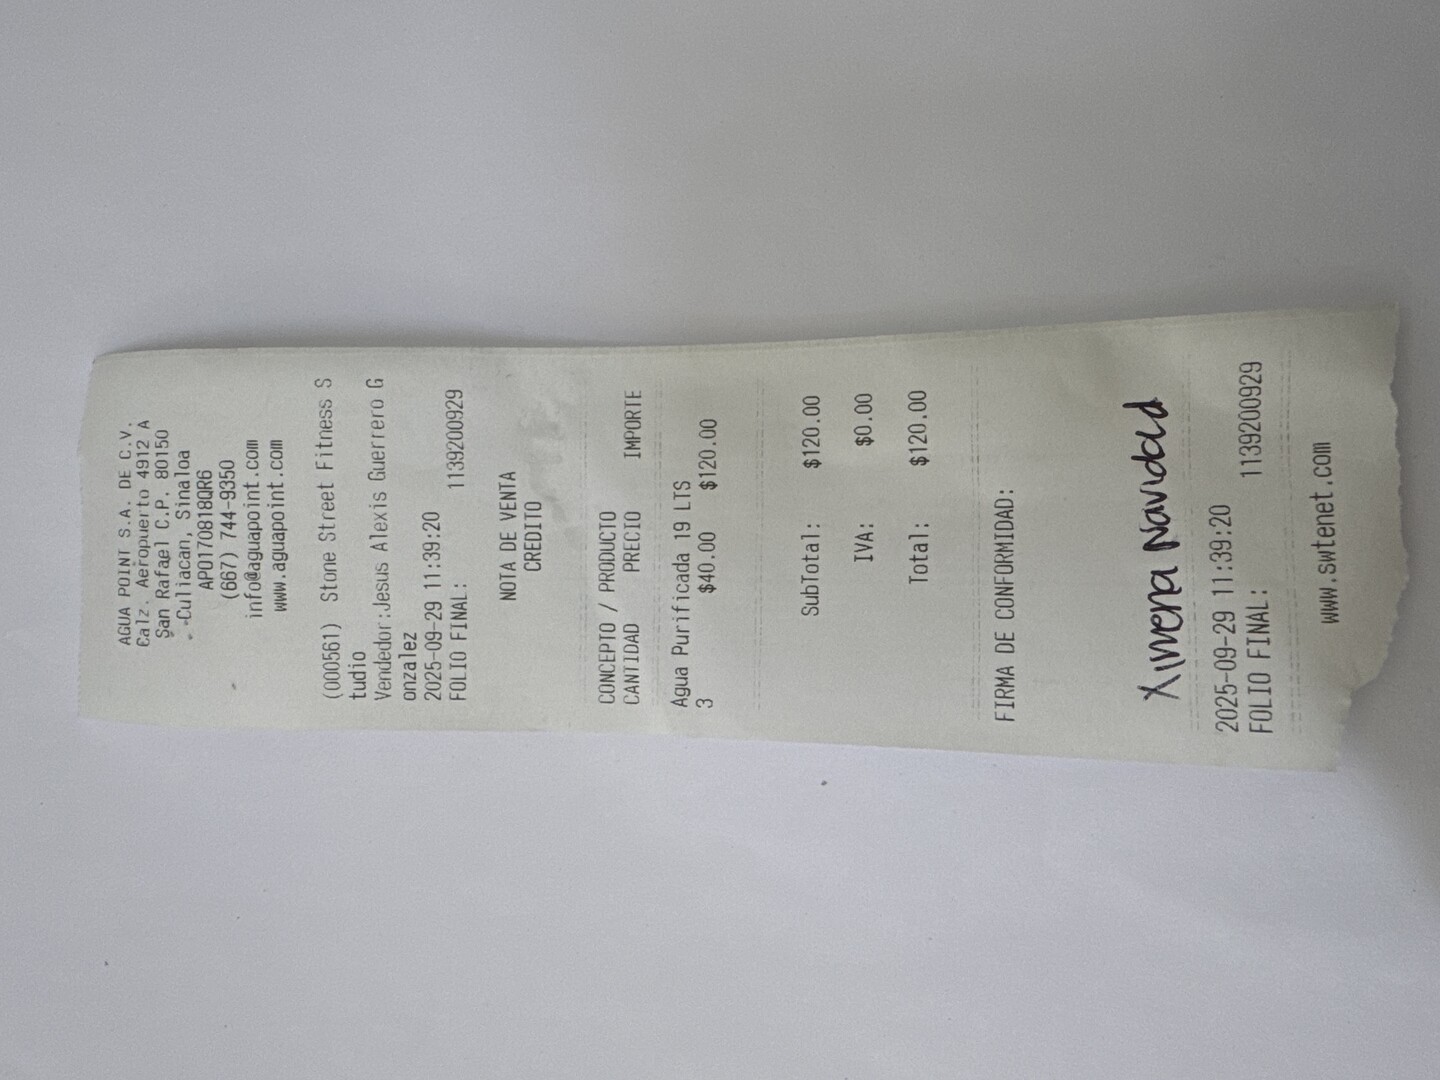 AGUA POINT S.A. DE C.V.
Calz. Aeropuerto 4912 A
San Rafael C.P. 80150
Culiacan, Sinaloa
APO170818QR6
(667) 744-9350
info@aguapoint.com
www.aguapoint.com
(000561) Stone Street Fitness S
tudio
Vendedor:Jesus Alexis Guerrero G
onzalez
2025-09-29 11:39:20
FOLIO FINAL: 1139200929
NOTA DE VENTA
CREDITO
CONCEPTO / PRODUCTO
CANTIDAD PRECIO IMPORTE
Agua Purificada 19 LTS
3 $40.00 $120.00
SubTotal: $120.00
IVA: $0.00
Total: $120.00
FIRMA DE CONFORMIDAD:
Ximena Navidad
2025-09-29 11:39:20
FOLIO FINAL: 1139200929
www.swtenet.com